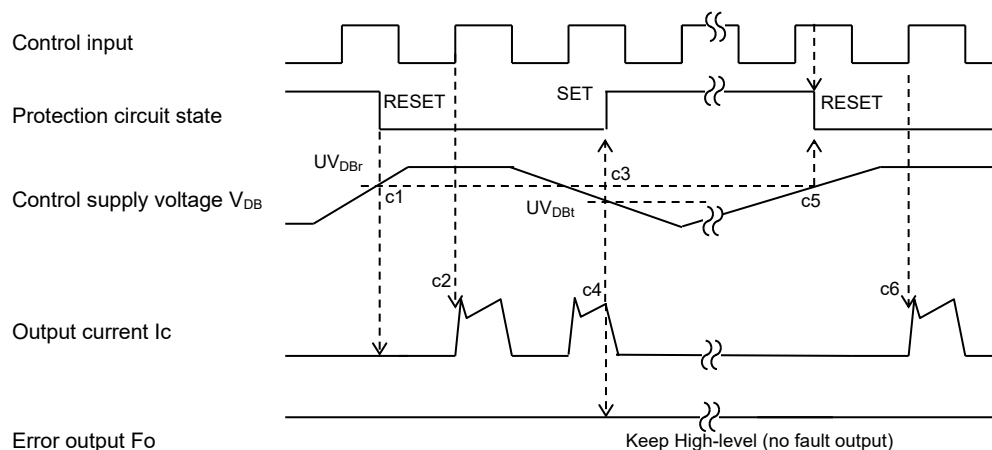 Control input
RESET
SET
RESET
Protection circuit state
UVDBr
c3
c1
c5
Control supply voltage VDB
UVDBt
c2
c4
c6
Output current Ic
Error output Fo
Keep High-level (no fault output)